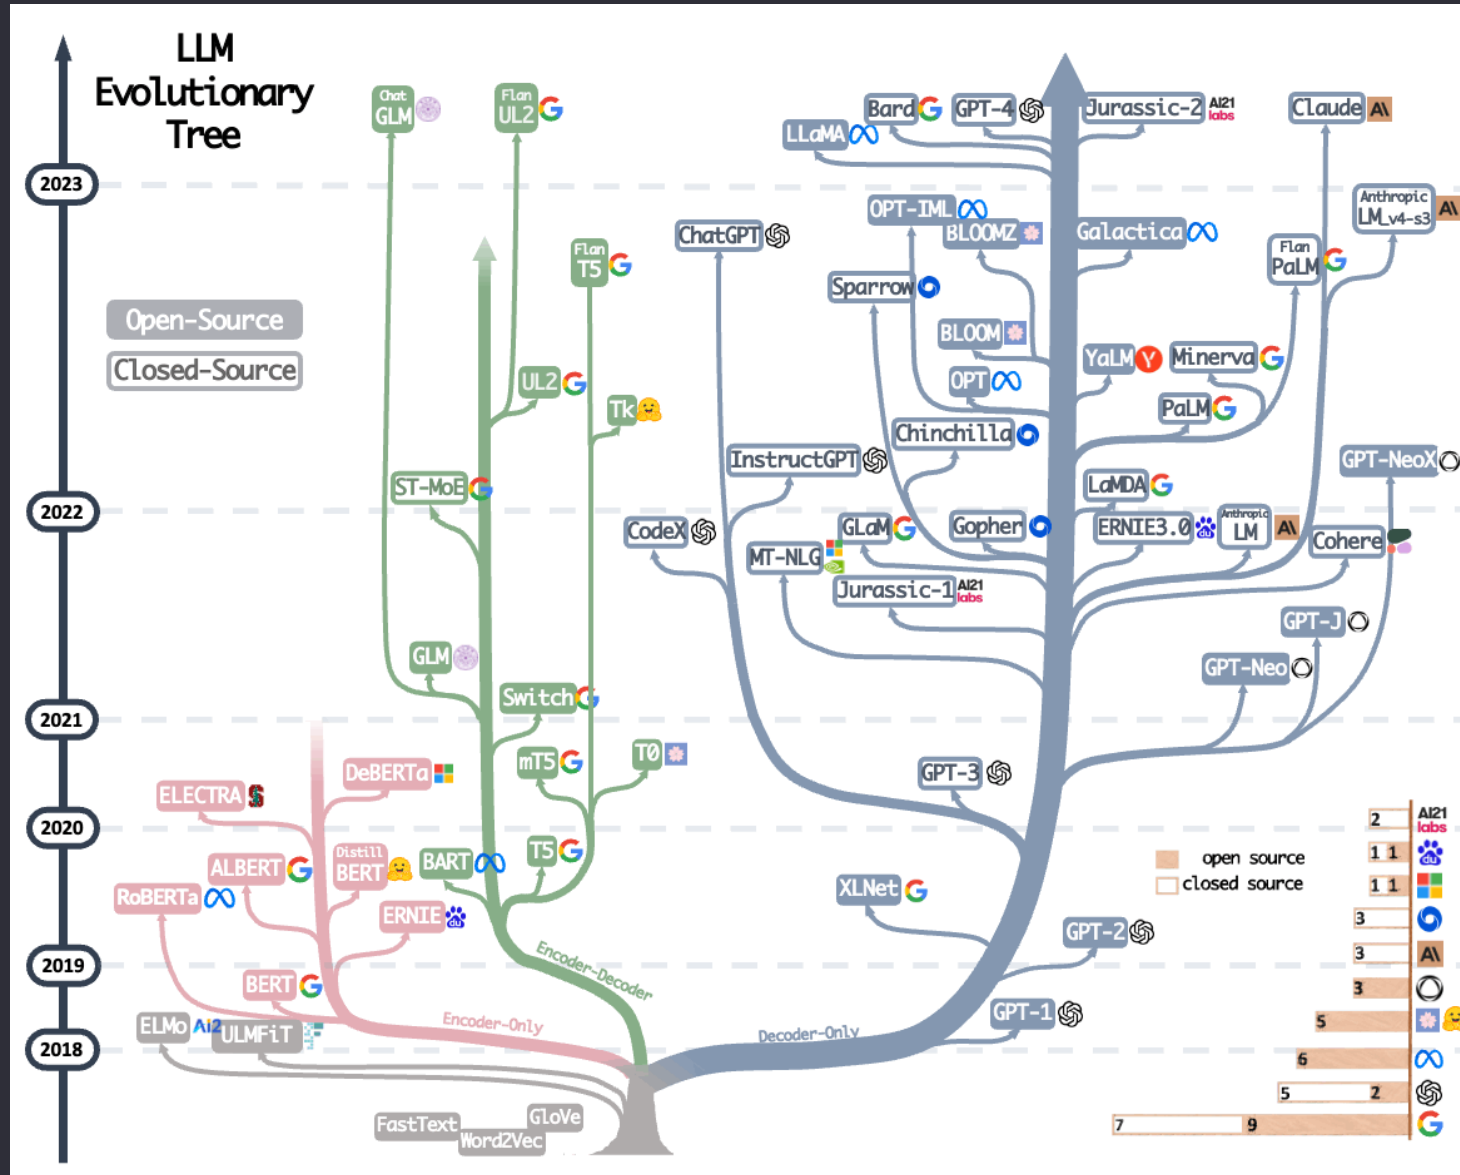 LLM
Evolutionary
Tree
Chat
GLM
Flan
UL2
Bard
GPT-4
Jurassic-2
AI21
labs
Claude
A\
LLaMA
2023
Anthropic
LM_v4-s3
A\
OPT-IML
BLOOMZ
Galactica
ChatGPT
Flan
T5
Flan
PaLM
Sparrow
Open-Source
Closed-Source
BLOOM
YaLM
Y
Minerva
UL2
OPT
Tk
PaLM
Chinchilla
InstructGPT
GPT-NeoX
ST-MoE
LaMDA
2022
CodeX
GLaM
Gopher
ERNIE3.0
du
Anthropic
LM
A\
Cohere
MT-NLG
Jurassic-1
AI21
labs
GPT-J
GLM
GPT-Neo
Switch
2021
mT5
T0
DeBERTa
GPT-3
ELECTRA
S
2020
2
AI21
labs
BART
T5
Distill
BERT
ALBERT
open source
1 1
du
closed source
1 1
RoBERTa
XLNet
ERNIE
du
3
GPT-2
2019
Encoder-Decoder
3
A\
BERT
3
ELMo
Ai2
ULMFiT
Encoder-Only
Decoder-Only
GPT-1
5
2018
6
5 2
FastText
Word2Vec
GloVe
7 9